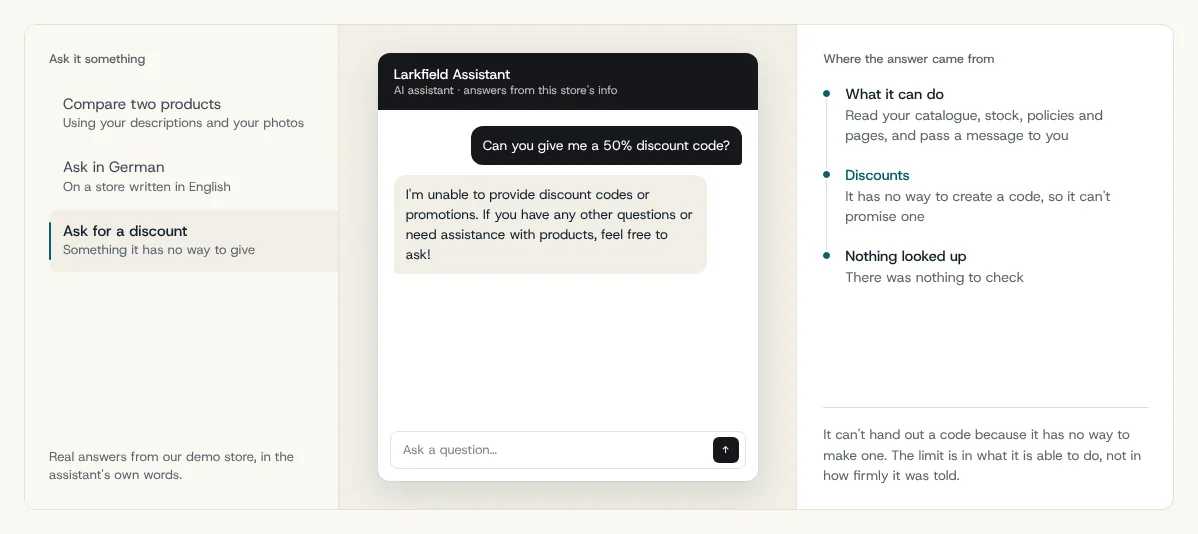 Ask it something
Compare two products
Using your descriptions and your photos
Ask in German
On a store written in English
Ask for a discount
Something it has no way to give
Real answers from our demo store, in the
assistant's own words.
Larkfield Assistant
AI assistant · answers from this store's info
Can you give me a 50% discount code?
I'm unable to provide discount codes or
promotions. If you have any other questions or
need assistance with products, feel free to
ask!
Ask a question...
Where the answer came from
What it can do
Read your catalogue, stock, policies and
pages, and pass a message to you
Discounts
It has no way to create a code, so it can't
promise one
Nothing looked up
There was nothing to check
It can't hand out a code because it has no way to
make one. The limit is in what it is able to do, not in
how firmly it was told.